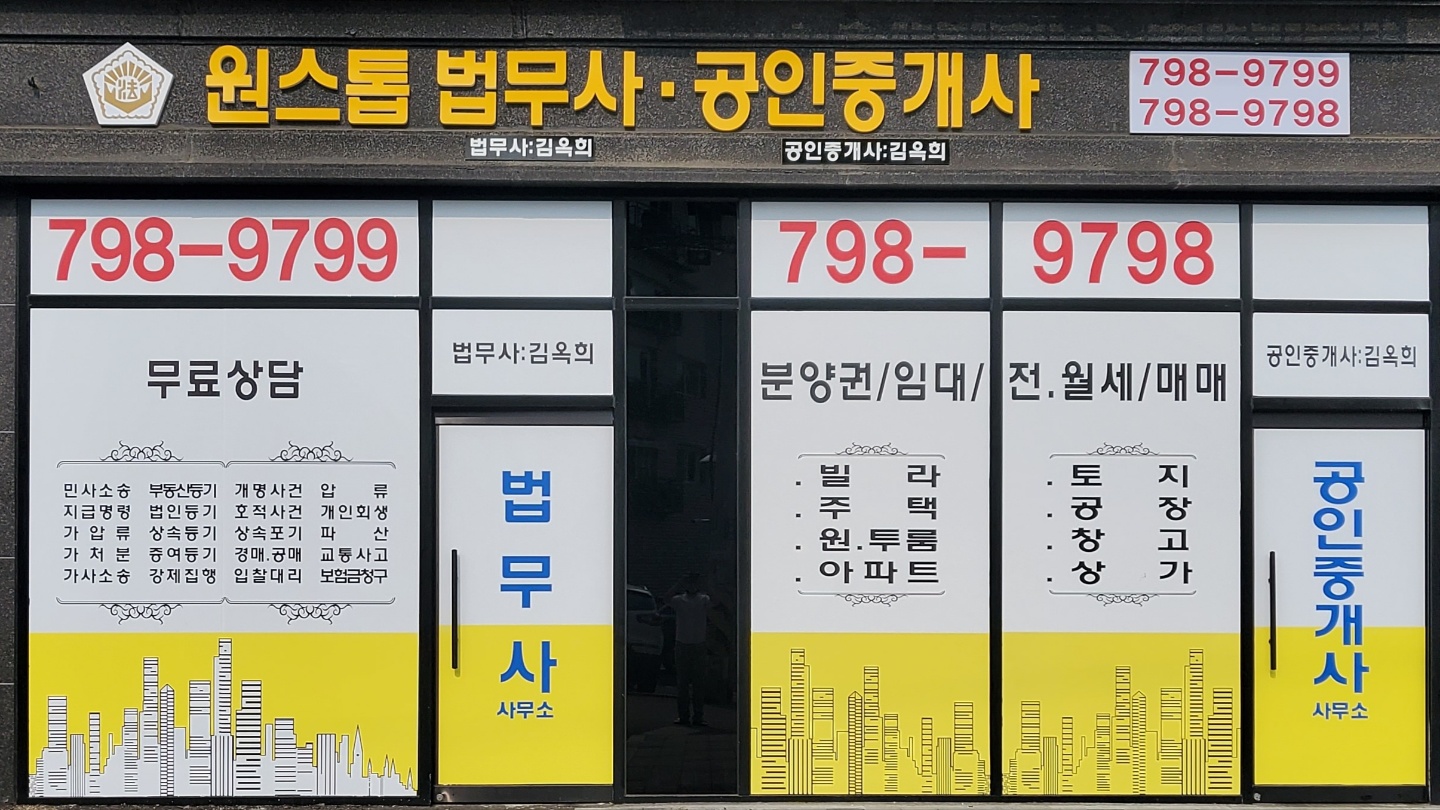 法
원스톱 법무사·공인중개사
798-9799
798-9798
법무사:김옥희
공인중개사:김옥희
798-9799
무료상담
민사소송 부동산등기 개명사건 압 류
지급명령 법인등기 호적사건 개인회생
가 압 류 상속등기 상속포기 파 산
가 처 분 증여등기 경매.공매 교통사고
가사소송 강제집행 입찰대리 보험금청구
법무사:김옥희
법무사
사무소
798-9798
분양권/임대/전.월세/매매
. 빌 라
. 주 택
. 원.투룸
. 아파트
. 토 지
. 공 장
. 창 고
. 상 가
공인중개사:김옥희
공인중개사
사무소